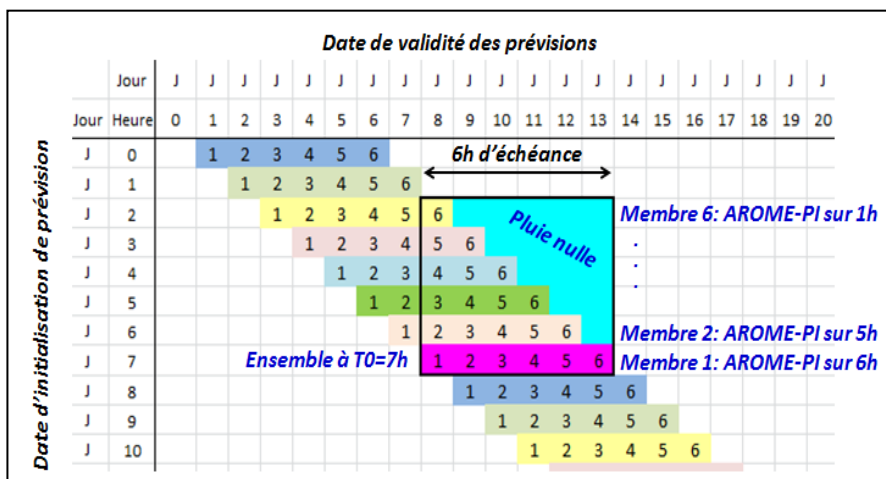 Date de validité des prévisions
Jour J J J J J J J J J J J J J J J J J J J J J
Jour Heure 0 1 2 3 4 5 6 7 8 9 10 11 12 13 14 15 16 17 18 19 20
J 0 1 2 3 4 5 6 6h d'échéance
J 1 1 2 3 4 5 6
J 2 1 2 3 4 5 6 Membre 6: AROME-PI sur 1h
J 3 1 2 3 4 5 6 Pluie nulle .
J 4 1 2 3 4 5 6 .
J 5 1 2 3 4 5 6 .
J 6 1 2 3 4 5 6 Membre 2: AROME-PI sur 5h
J 7 Ensemble à T0=7h 1 2 3 4 5 6 Membre 1: AROME-PI sur 6h
J 8 1 2 3 4 5 6
J 9 1 2 3 4 5 6
J 10 1 2 3 4 5 6
Date d'initialisation de prévision